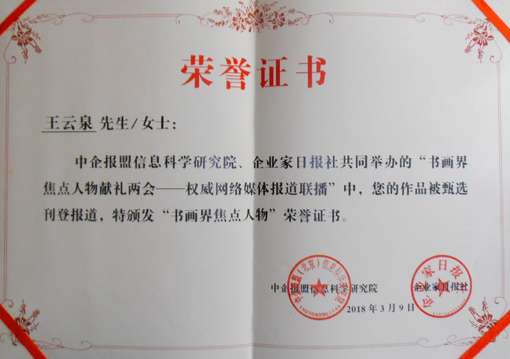 荣誉证书
王云泉 先生/女士：
中企报盟信息科学研究院、企业家日报社共同举办的“书画界
焦点人物献礼两会——权威网络媒体报道联播”中，您的作品被甄选
刊登报道，特颁发“书画界焦点人物”荣誉证书。
中企报盟信息科学研究院 企业家日报社
2018年3月9日